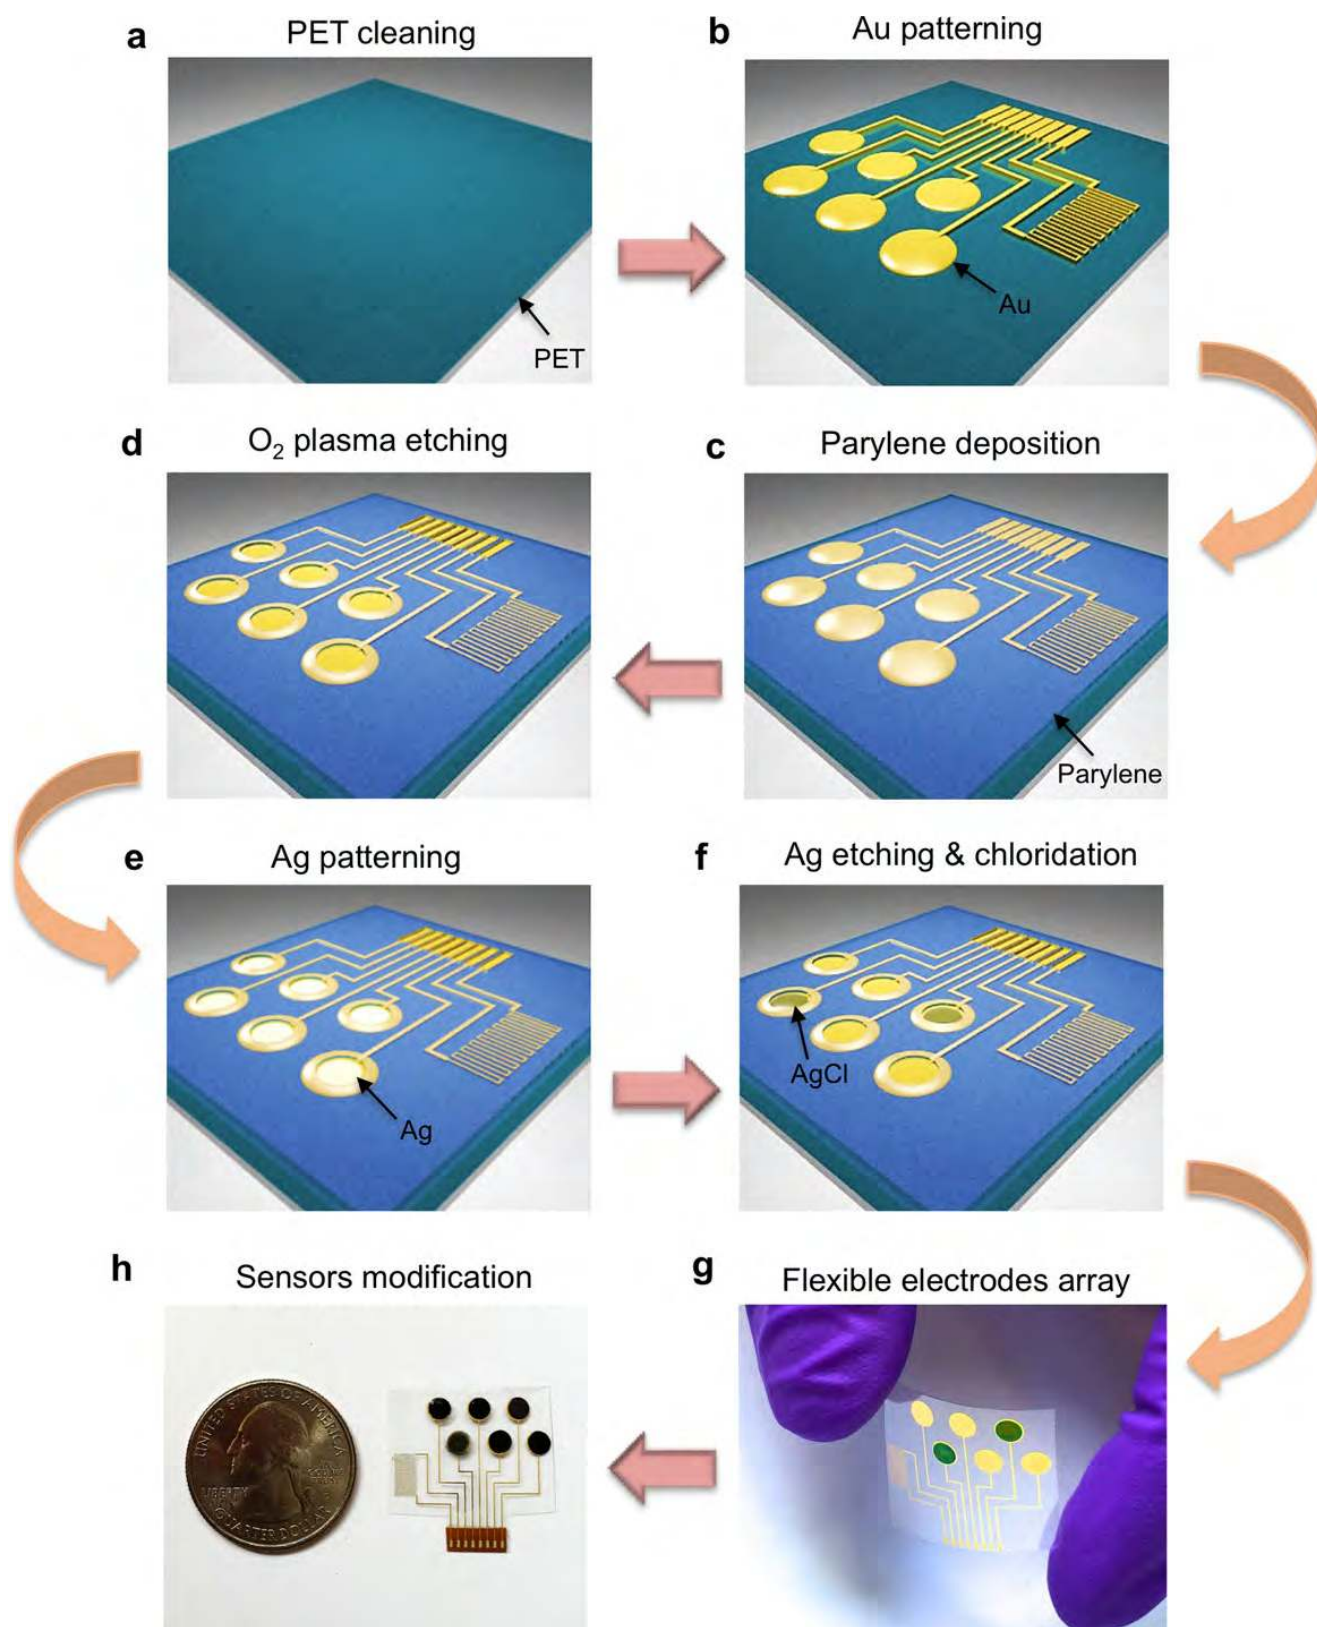 a PET cleaning
PET
b Au patterning
Au
c Parylene deposition
Parylene
d O₂ plasma etching
e Ag patterning
Ag
f Ag etching & chloridation
AgCl
g Flexible electrodes array
h Sensors modification
UNITED STATES OF AMERICA
LIBERTY
QUARTER DOLLAR